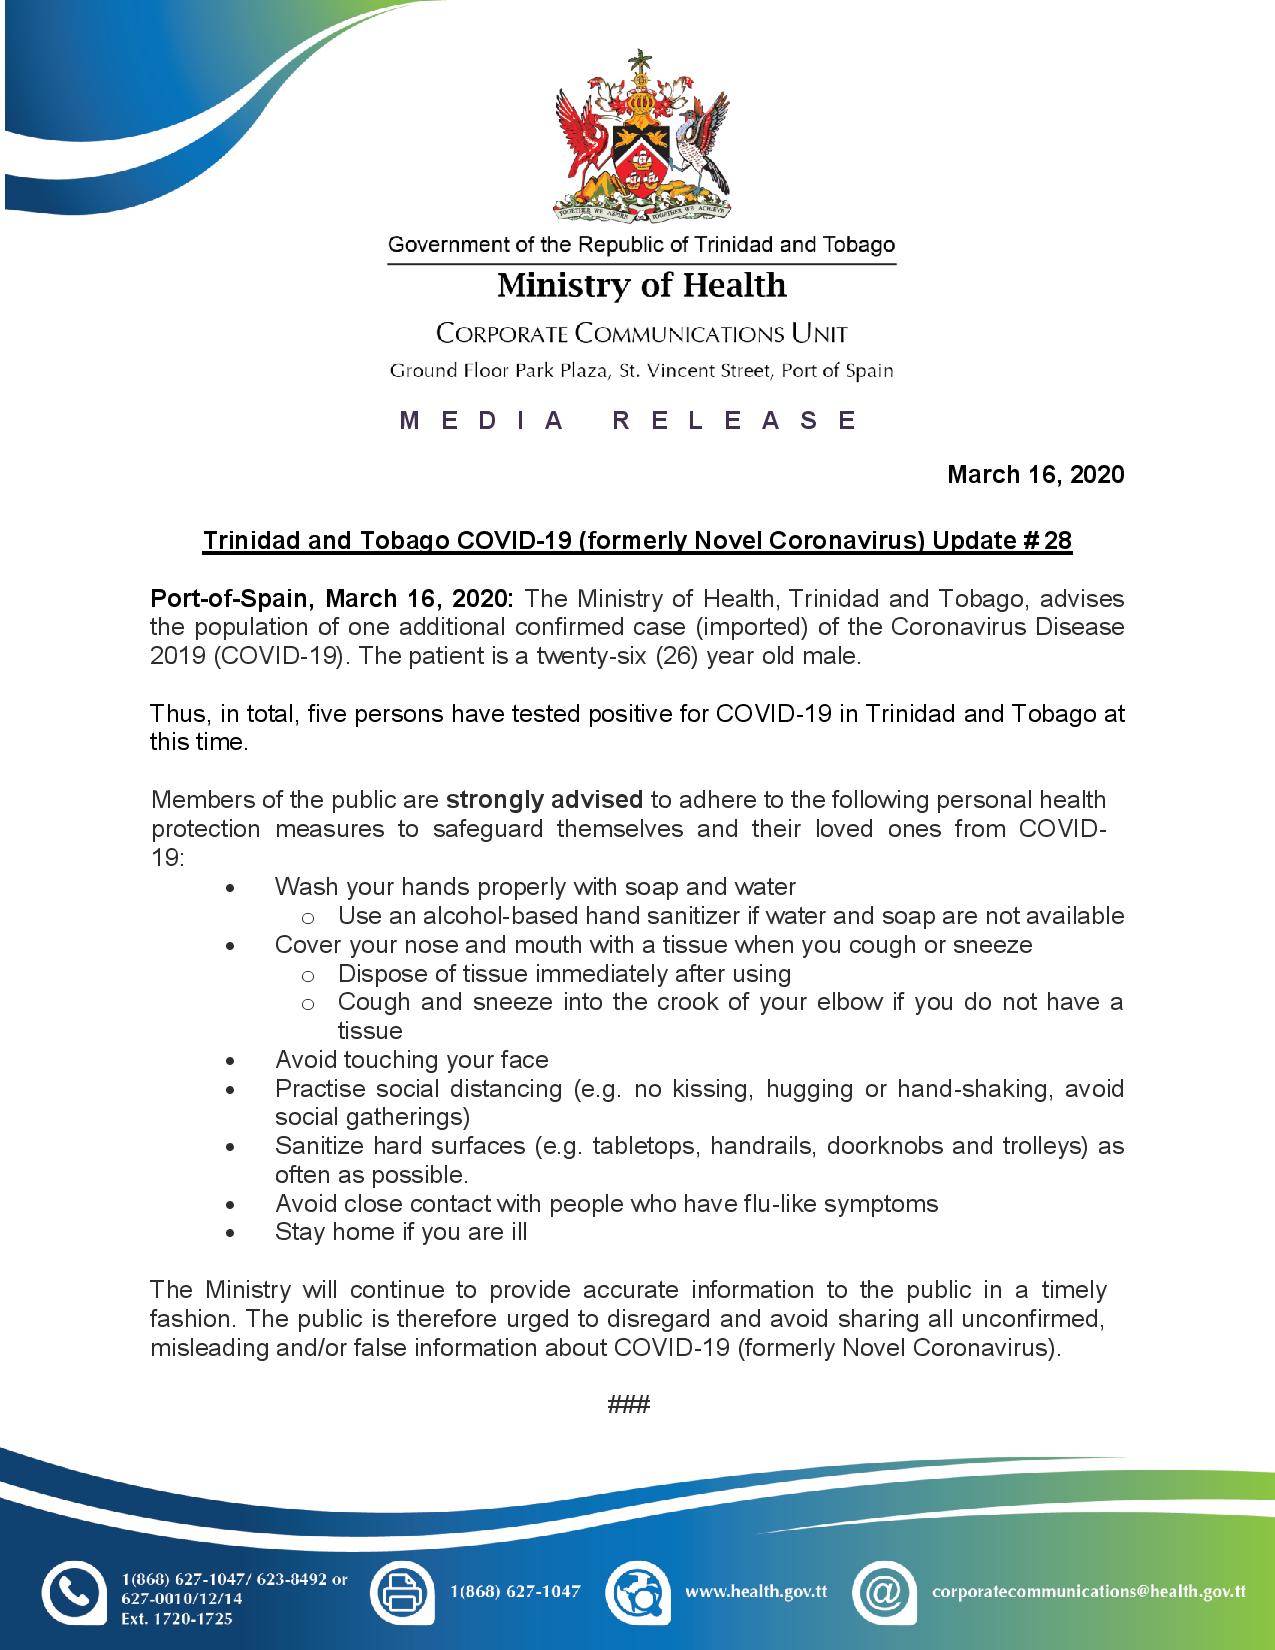 TOGETHER WE ASPIRE TOGETHER WE ACHIEVE
Government of the Republic of Trinidad and Tobago
Ministry of Health
CORPORATE COMMUNICATIONS UNIT
Ground Floor Park Plaza, St. Vincent Street, Port of Spain
MEDIA RELEASE
March 16, 2020
Trinidad and Tobago COVID-19 (formerly Novel Coronavirus) Update # 28
Port-of-Spain, March 16, 2020: The Ministry of Health, Trinidad and Tobago, advises
the population of one additional confirmed case (imported) of the Coronavirus Disease
2019 (COVID-19). The patient is a twenty-six (26) year old male.
Thus, in total, five persons have tested positive for COVID-19 in Trinidad and Tobago at
this time.
Members of the public are strongly advised to adhere to the following personal health
protection measures to safeguard themselves and their loved ones from COVID-
19:
• Wash your hands properly with soap and water
o Use an alcohol-based hand sanitizer if water and soap are not available
• Cover your nose and mouth with a tissue when you cough or sneeze
o Dispose of tissue immediately after using
o Cough and sneeze into the crook of your elbow if you do not have a
tissue
• Avoid touching your face
• Practise social distancing (e.g. no kissing, hugging or hand-shaking, avoid
social gatherings)
• Sanitize hard surfaces (e.g. tabletops, handrails, doorknobs and trolleys) as
often as possible.
• Avoid close contact with people who have flu-like symptoms
• Stay home if you are ill
The Ministry will continue to provide accurate information to the public in a timely
fashion. The public is therefore urged to disregard and avoid sharing all unconfirmed,
misleading and/or false information about COVID-19 (formerly Novel Coronavirus).
###
1(868) 627-1047/ 623-8492 or
627-0010/12/14
Ext. 1720-1725
1(868) 627-1047
www.health.gov.tt
@
corporatecommunications@health.gov.tt